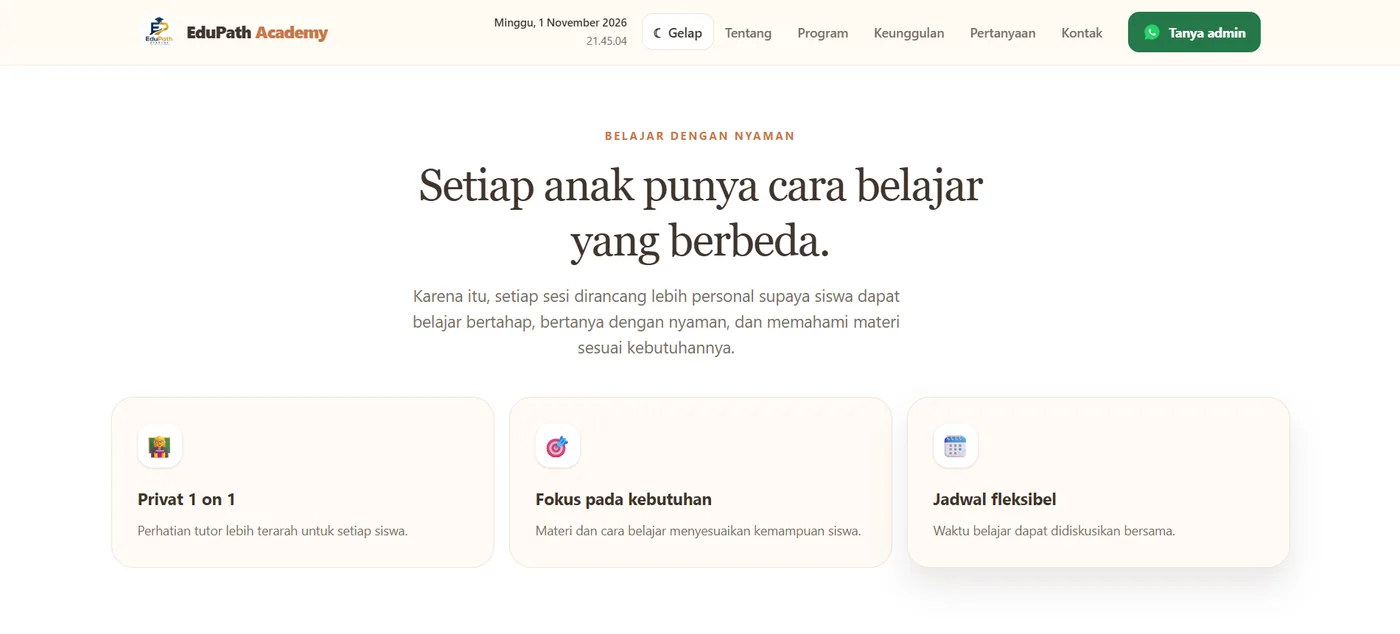 EduPath
EduPath Academy
Minggu, 1 November 2026
21.45.04
Gelap
Tentang
Program
Keunggulan
Pertanyaan
Kontak
Tanya admin
BELAJAR DENGAN NYAMAN
Setiap anak punya cara belajar
yang berbeda.
Karena itu, setiap sesi dirancang lebih personal supaya siswa dapat
belajar bertahap, bertanya dengan nyaman, dan memahami materi
sesuai kebutuhannya.
Privat 1 on 1
Perhatian tutor lebih terarah untuk setiap siswa.
Fokus pada kebutuhan
Materi dan cara belajar menyesuaikan kemampuan siswa.
Jadwal fleksibel
Waktu belajar dapat didiskusikan bersama.